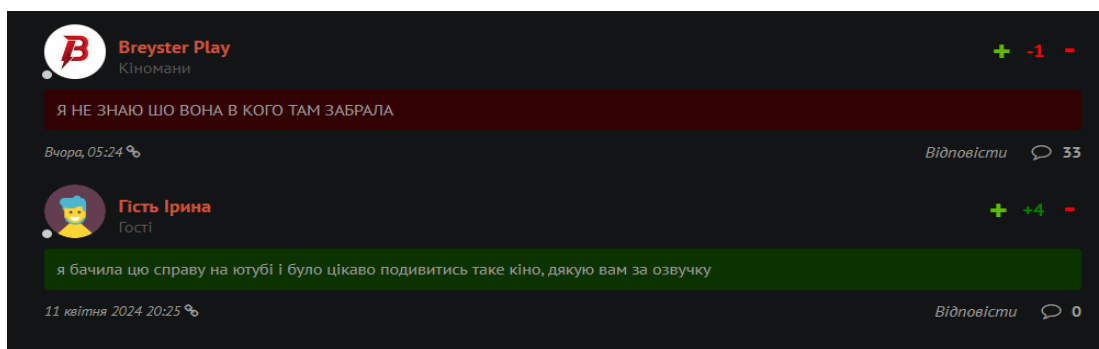 Breyster Play
+ -1 -
Кіномани
Я НЕ ЗНАЮ ШО ВОНА В КОГО ТАМ ЗАБРАЛА
Вчора, 05:24 Відповісти 33
Гість Ірина
+ +4 -
Гості
я бачила цю справу на ютубі і було цікаво подивитись таке кіно, дякую вам за озвучку
11 квітня 2024 20:25 Відповісти 0